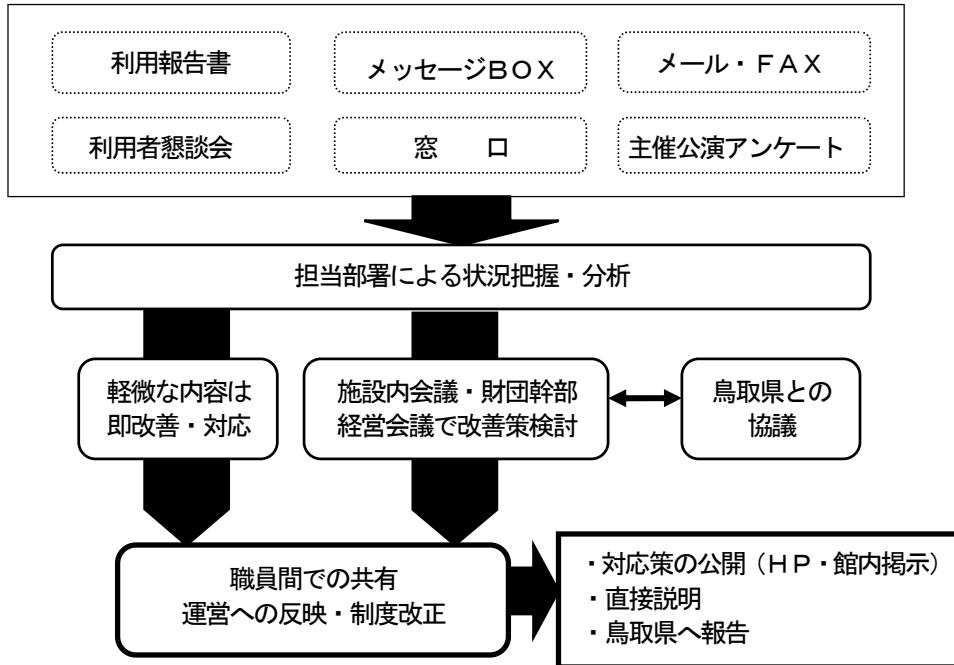 利用報告書
メッセージＢＯＸ
メール・ＦＡＸ
利用者懇談会
窓　　口
主催公演アンケート
担当部署による状況把握・分析
軽微な内容は
即改善・対応
施設内会議・財団幹部
経営会議で改善策検討
鳥取県との
協議
職員間での共有
運営への反映・制度改正
・対応策の公開（ＨＰ・館内掲示）
・直接説明
・鳥取県へ報告